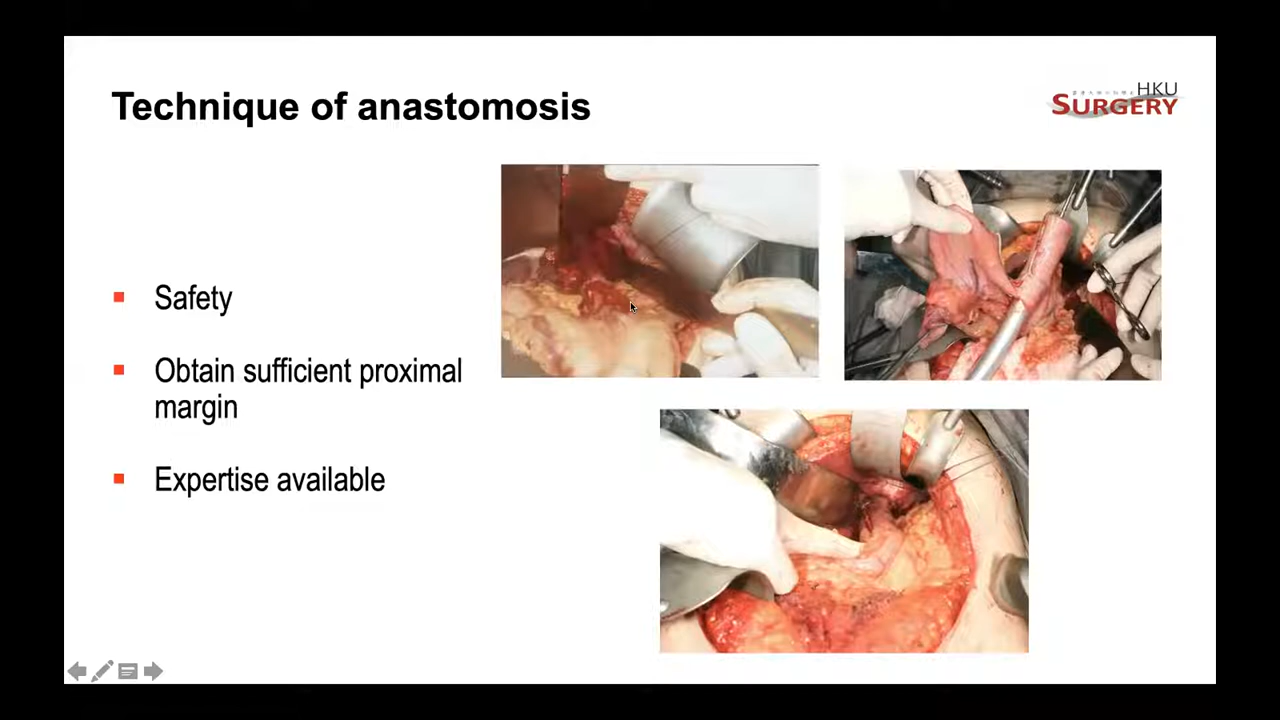 Technique of anastomosis
HKU
SURGERY
Safety
Obtain sufficient proximal
margin
Expertise available